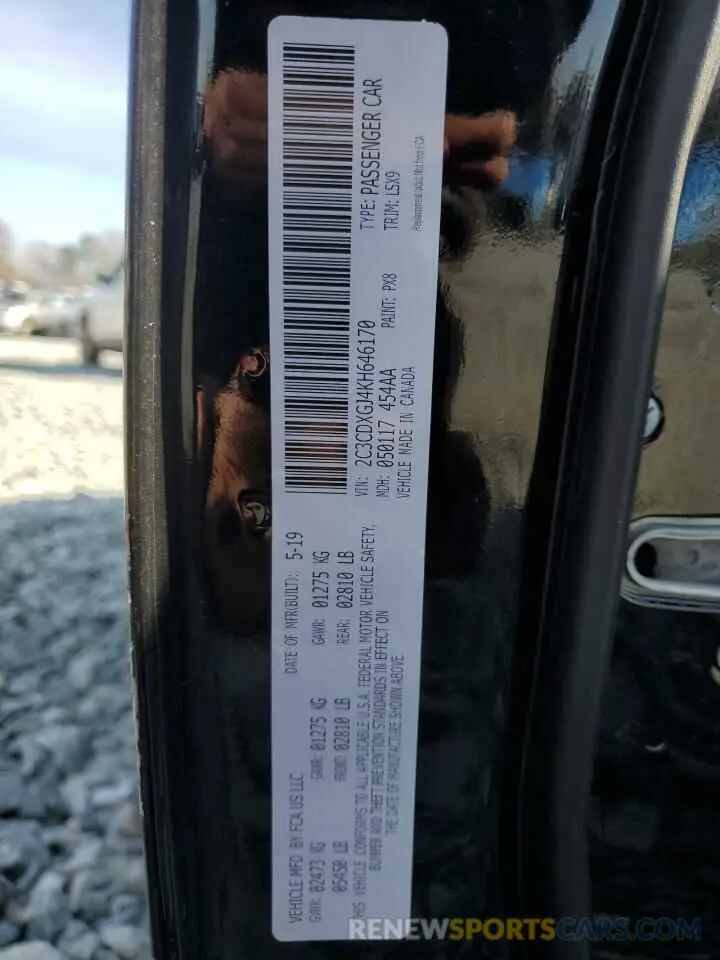 VEHICLE MFD BY FCA US LLC DATE OF MFR(BUILT): 5-19
GVWR: 02473 KG GAWR: 01275 KG GAWR: 01275 KG
05450 LB FRONT: 02810 LB REAR: 02810 LB
THIS VEHICLE CONFORMS TO ALL APPLICABLE U.S.A. FEDERAL MOTOR VEHICLE SAFETY,
BUMPER AND THEFT PREVENTION STANDARDS IN EFFECT ON
THE DATE OF MANUFACTURE SHOWN ABOVE.
VIN: 2C3CDXGJ4KH646170 TYPE: PASSENGER CAR
MDH: 050117 454AA PAINT: PX8 TRIM: LSX9
VEHICLE MADE IN CANADA
RENEWSPORTSCARS.COM